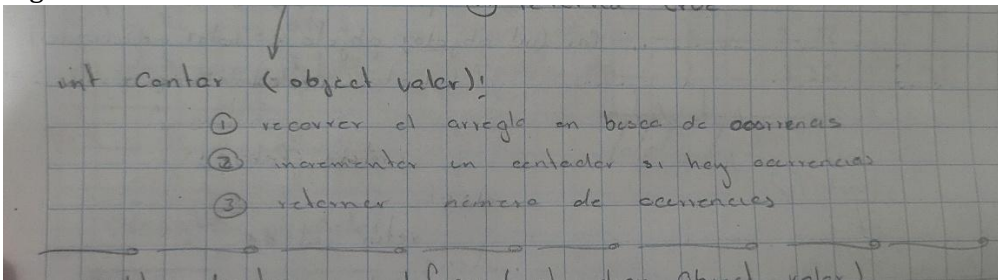 int Contar (object valor):
① recorrer el arreglo en busca de ocorrencias
② incrementar un contador si hay ocurrencias
③ retornar número de ocurrencias